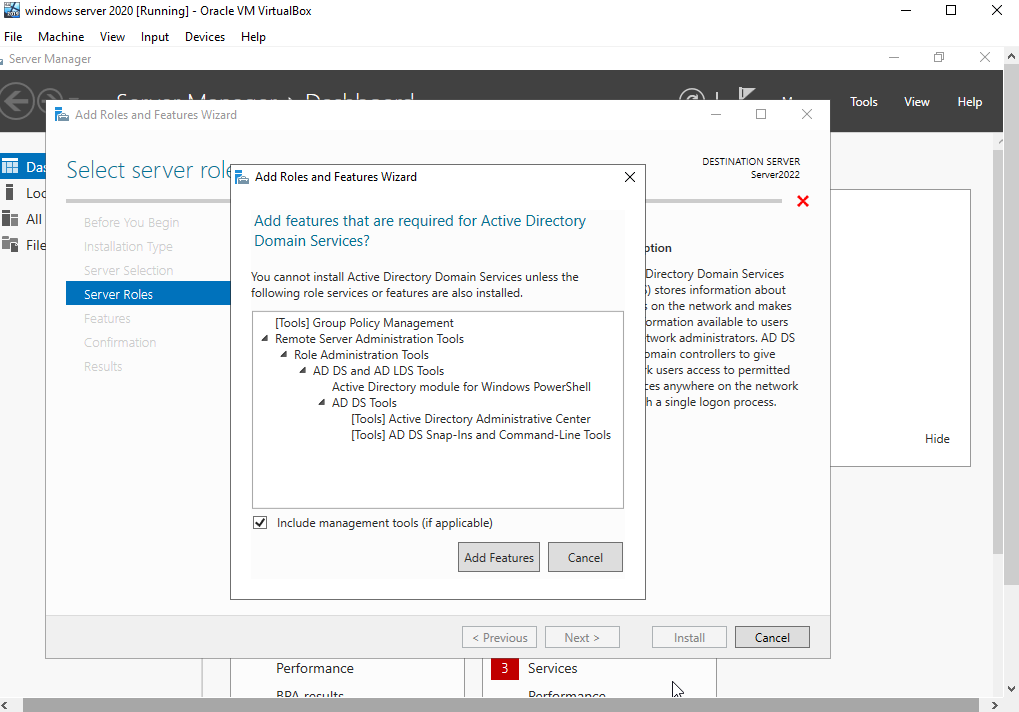 windows server 2020 [Running] - Oracle VM VirtualBox
File Machine View Input Devices Help
Server Manager
Server Manager Dashboard
Tools View Help
Add Roles and Features Wizard
Select server role
DESTINATION SERVER
Server2022
Das
Loc
All
File
Before You Begin
Installation Type
Server Selection
Server Roles
Features
Confirmation
Results
Add Roles and Features Wizard
Add features that are required for Active Directory
Domain Services?
You cannot install Active Directory Domain Services unless the
following role services or features are also installed.
[Tools] Group Policy Management
Remote Server Administration Tools
Role Administration Tools
AD DS and AD LDS Tools
Active Directory module for Windows PowerShell
AD DS Tools
[Tools] Active Directory Administrative Center
[Tools] AD DS Snap-Ins and Command-Line Tools
Include management tools (if applicable)
Add Features Cancel
ption
Directory Domain Services
) stores information about
s on the network and makes
ormation available to users
twork administrators. AD DS
omain controllers to give
k users access to permitted
ces anywhere on the network
h a single logon process.
Hide
< Previous Next > Install Cancel
Performance
BPA results
3 Services
Performance